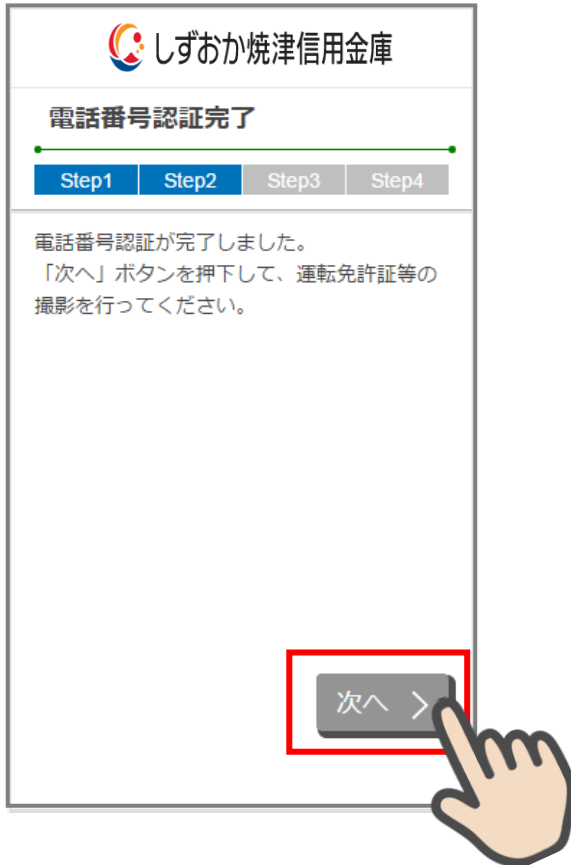 しずおか焼津信用金庫
電話番号認証完了
Step1 Step2 Step3 Step4
電話番号認証が完了しました。
「次へ」ボタンを押下して、運転免許証等の
撮影を行ってください。
次へ